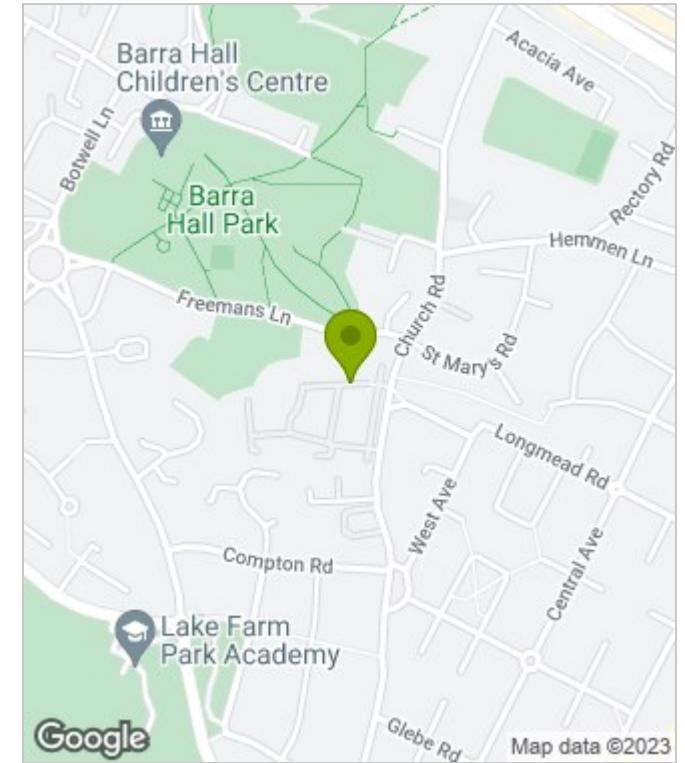 Acacia Ave
Barra Hall
Children's Centre
Botwell Ln
Rectory Rd
Barra
Hall Park
Hemmen Ln
Freemans Ln
Church Rd
St Mary's Rd
Longmead Rd
West Ave
Compton Rd
Central Ave
Lake Farm
Park Academy
Glebe Rd
Google
Map data ©2023